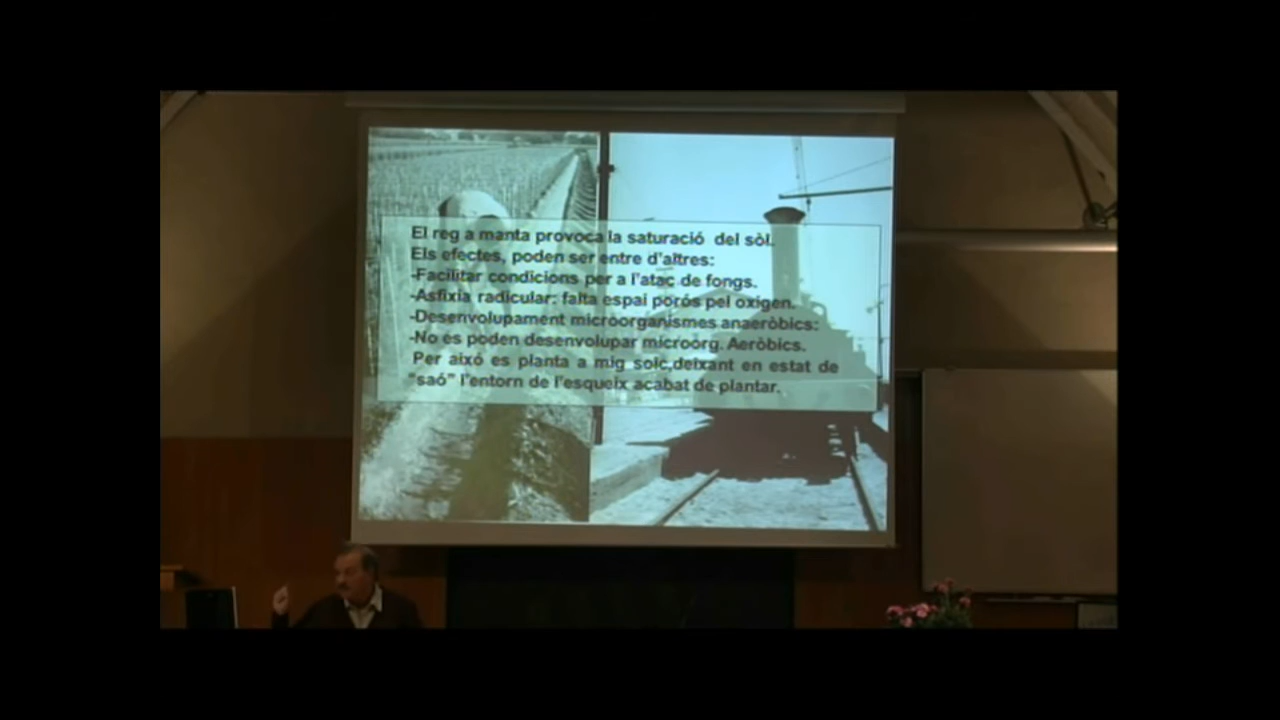 El reg a manta provoca la saturació del sòl.
Els efectes, poden ser entre d'altres:
-Facilitar condicions per a l'atac de fongs.
-Asfixia radicular: falta espai porós pel oxigen.
-Desenvolupament microorganismes anaeròbics:
-No es poden desenvolupar microorg. Aeròbics.
Per aixó es planta a mig solc,deixant en estat de
"saó" l'entorn de l'esqueix acabat de plantar.